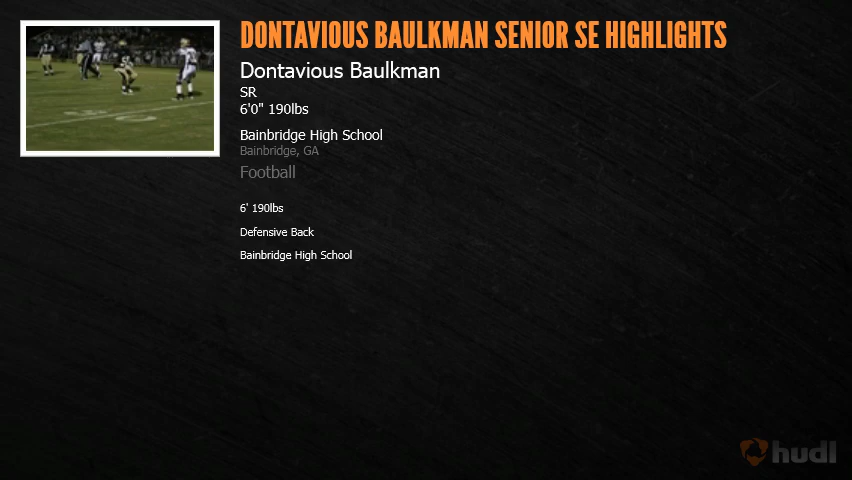 DONTAVIOUS BAULKMAN SENIOR SE HIGHLIGHTS
Dontavious Baulkman
SR
6'0" 190lbs
Bainbridge High School
Bainbridge, GA
Football
6' 190lbs
Defensive Back
Bainbridge High School
hudl